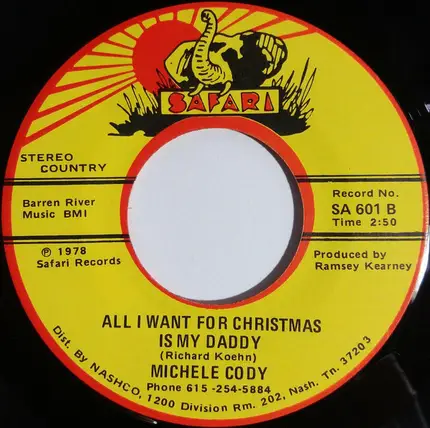 SAFARI
STEREO
COUNTRY
Barren River
Music BMI
Record No.
SA 601 B
Time 2:50
℗ 1978
Safari Records
Produced by
Ramsey Kearney
ALL I WANT FOR CHRISTMAS
IS MY DADDY
(Richard Koehn)
MICHELE CODY
Phone 615-254-5884
Dist. By NASHCO, 1200 Division Rm. 202, Nash. Tn. 37203